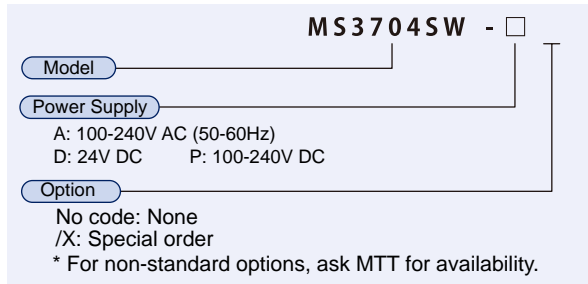 MS3704SW - □
Model
Power Supply
A: 100-240V AC (50-60Hz)
D: 24V DC P: 100-240V DC
Option
No code: None
/X: Special order
* For non-standard options, ask MTT for availability.